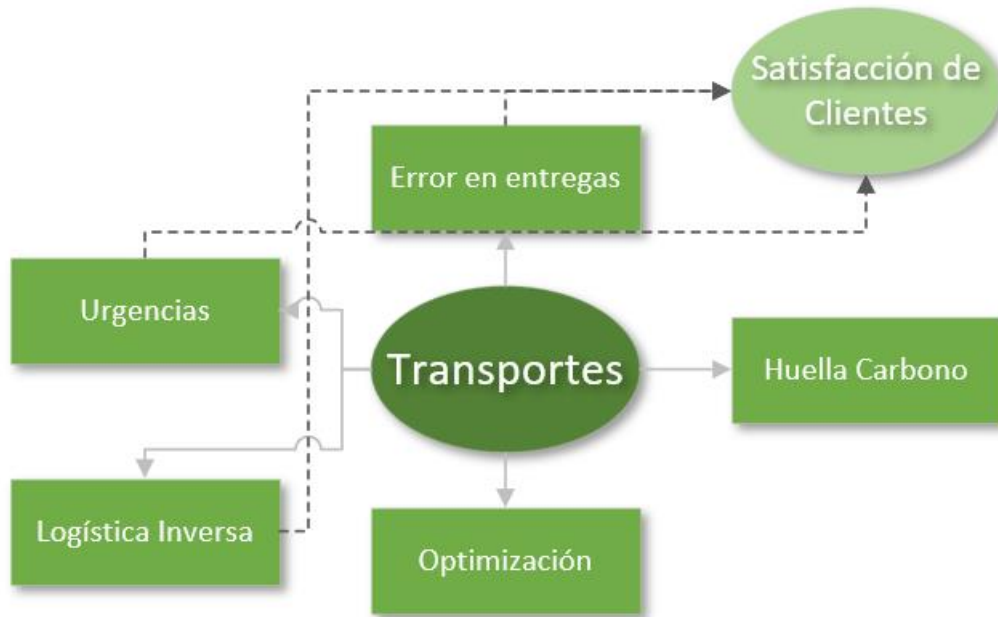 Satisfacción de
Clientes
Error en entregas
Urgencias
Transportes
Huella Carbono
Logística Inversa
Optimización